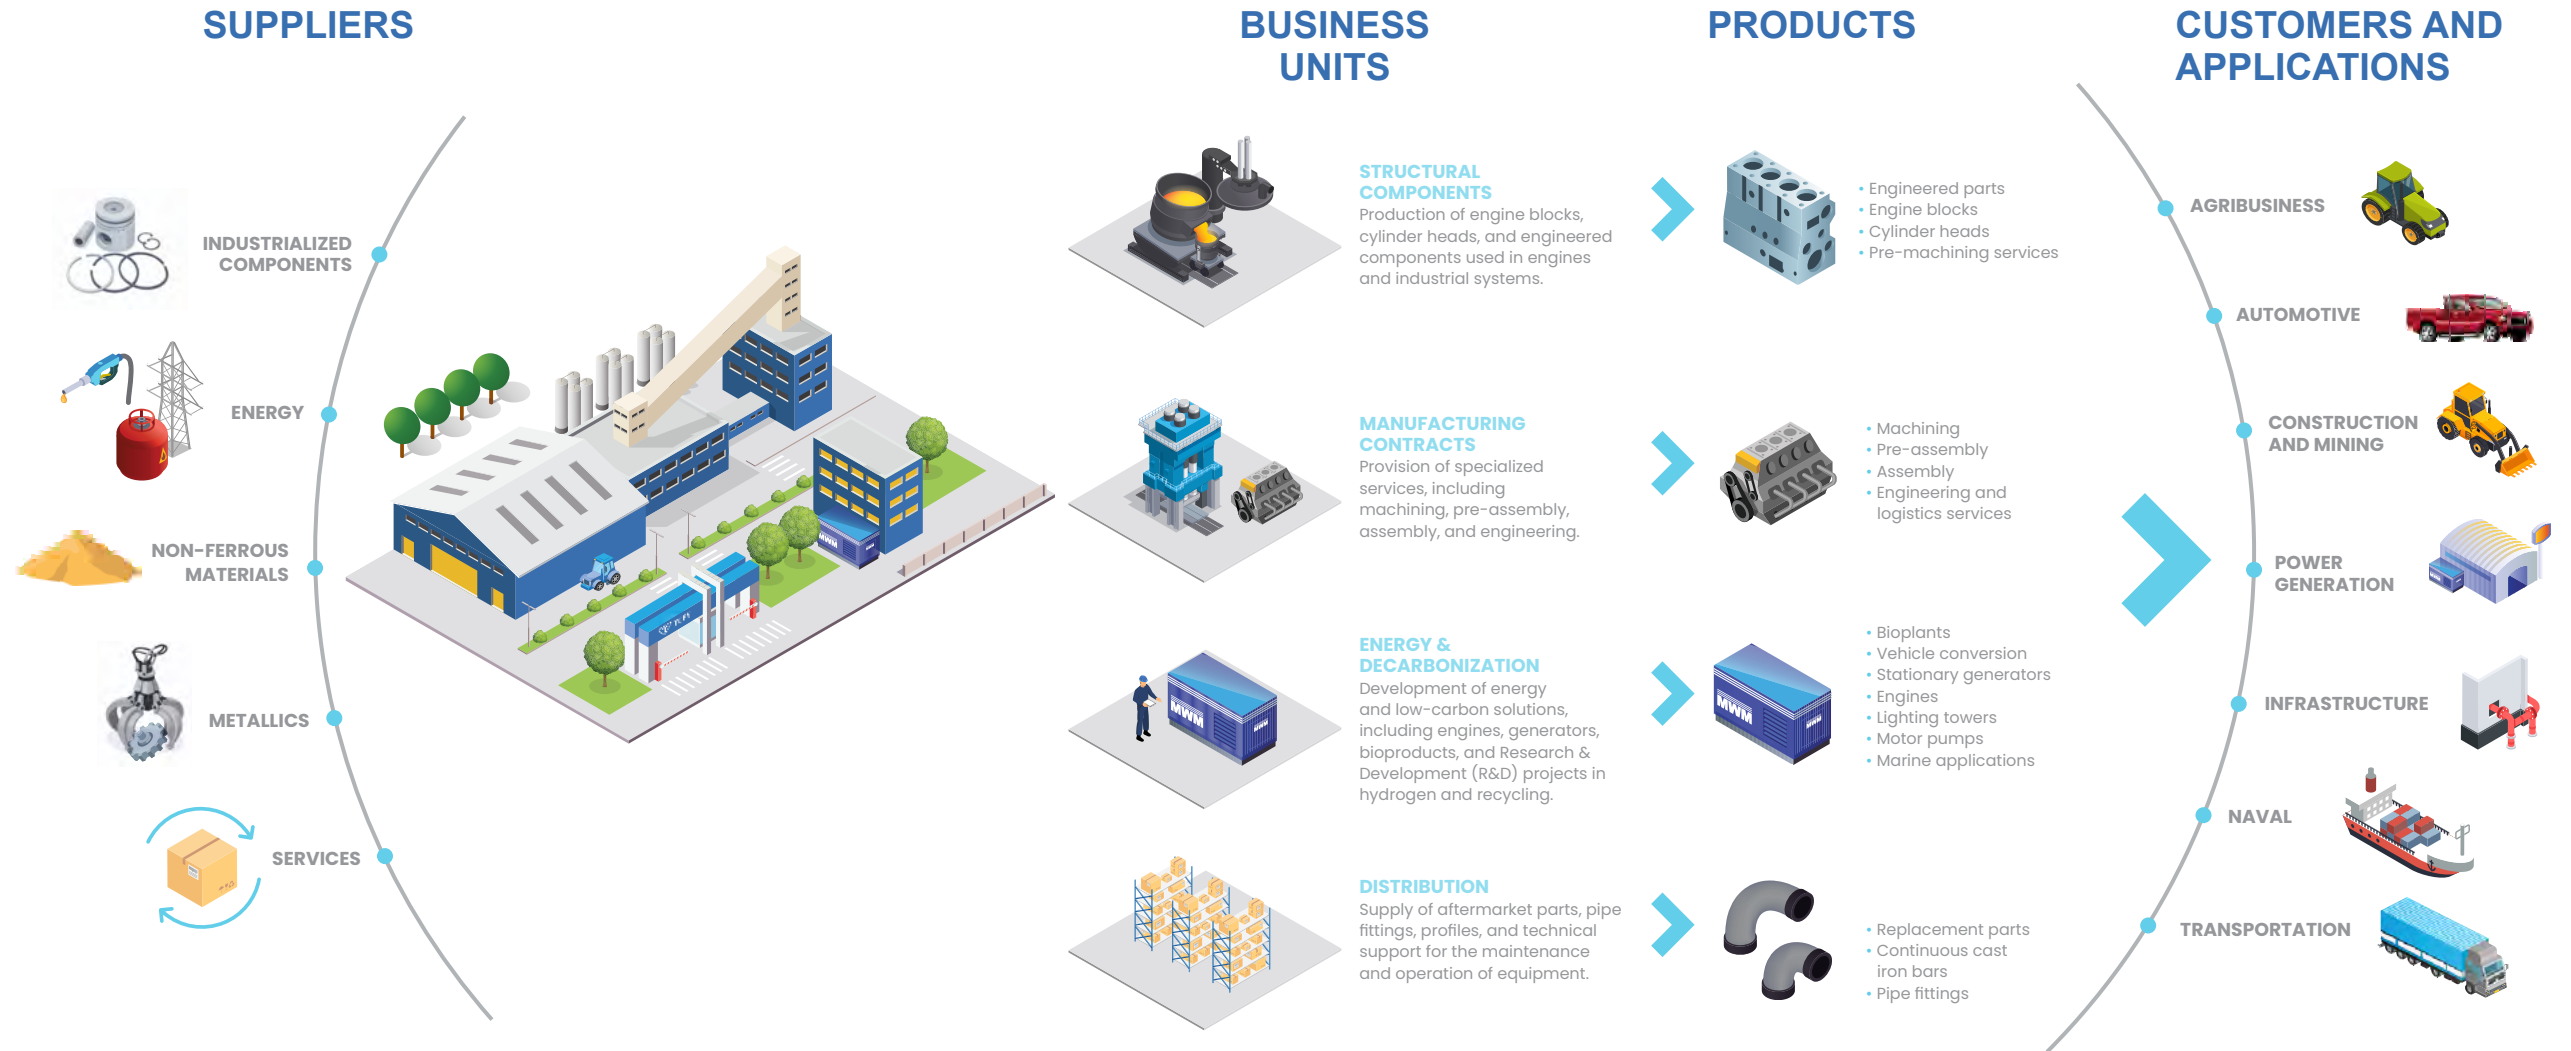 SUPPLIERS
INDUSTRIALIZED
COMPONENTS
ENERGY
NON-FERROUS
MATERIALS
METALLICS
SERVICES
MWM
BUSINESS
UNITS
STRUCTURAL
COMPONENTS
Production of engine blocks,
cylinder heads, and engineered
components used in engines
and industrial systems.
MANUFACTURING
CONTRACTS
Provision of specialized
services, including
machining, pre-assembly,
assembly, and engineering.
ENERGY &
DECARBONIZATION
Development of energy
and low-carbon solutions,
including engines, generators,
bioproducts, and Research &
Development (R&D) projects in
hydrogen and recycling.
MWM
MWM
DISTRIBUTION
Supply of aftermarket parts, pipe
fittings, profiles, and technical
support for the maintenance
and operation of equipment.
PRODUCTS
• Engineered parts
• Engine blocks
• Cylinder heads
• Pre-machining services
• Machining
• Pre-assembly
• Assembly
• Engineering and
logistics services
MWM
MWM
• Bioplants
• Vehicle conversion
• Stationary generators
• Engines
• Lighting towers
• Motor pumps
• Marine applications
• Replacement parts
• Continuous cast
iron bars
• Pipe fittings
CUSTOMERS AND
APPLICATIONS
AGRIBUSINESS
AUTOMOTIVE
CONSTRUCTION
AND MINING
POWER
GENERATION
INFRASTRUCTURE
NAVAL
TRANSPORTATION